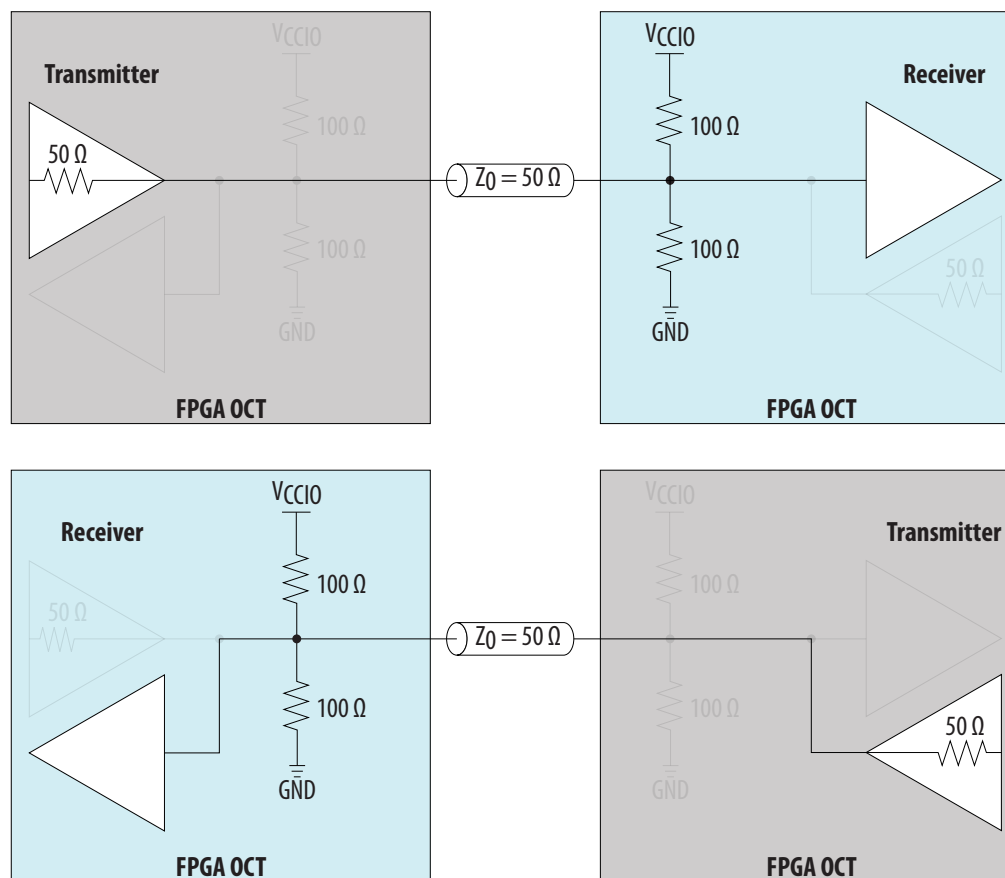 VCCIO
Transmitter
100 Ω
50 Ω
100 Ω
GND
FPGA OCT
Z0 = 50 Ω
VCCIO
Receiver
100 Ω
100 Ω
50 Ω
GND
FPGA OCT
VCCIO
Receiver
100 Ω
50 Ω
100 Ω
GND
FPGA OCT
Z0 = 50 Ω
VCCIO
Transmitter
100 Ω
100 Ω
50 Ω
GND
FPGA OCT